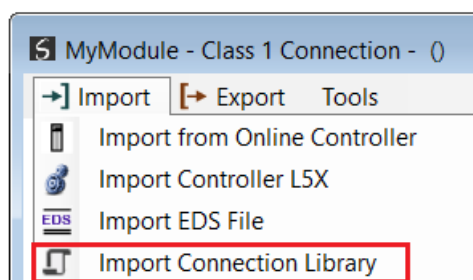 MyModule - Class 1 Connection - ()
Import Export Tools
Import from Online Controller
Import Controller L5X
EDS Import EDS File
Import Connection Library